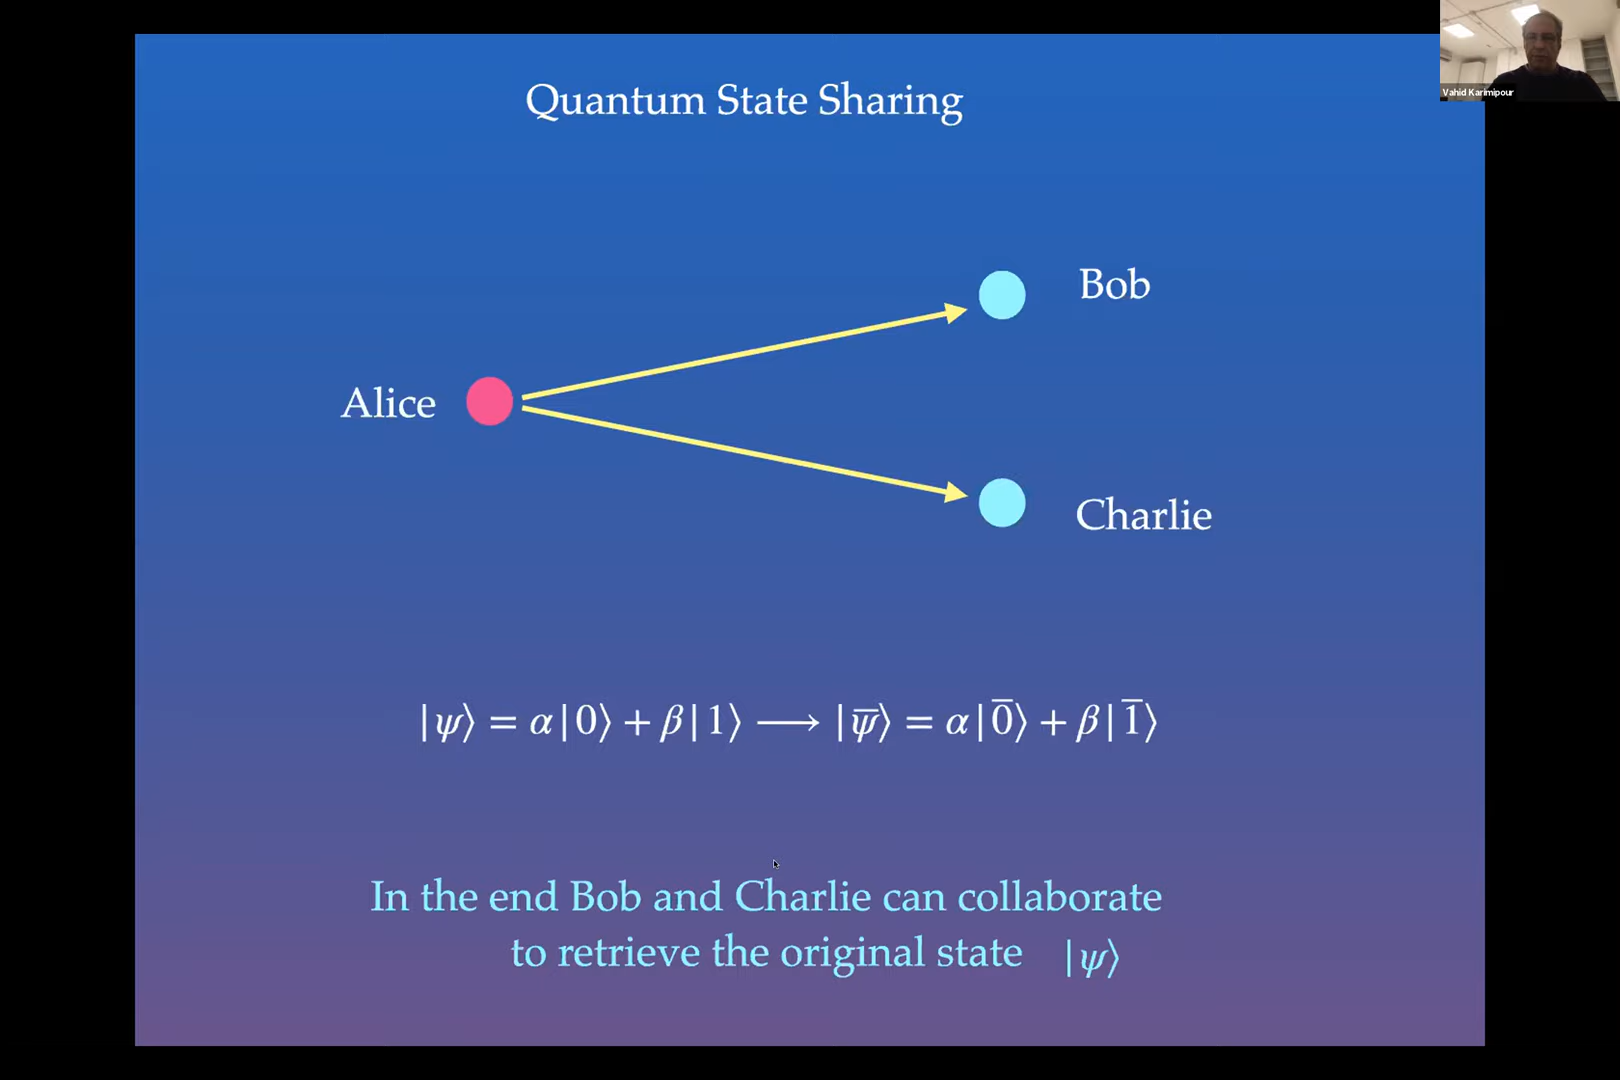 Quantum State Sharing
Vahid Karimipour
Bob
Alice
Charlie
|ψ⟩ = α|0⟩ + β|1⟩ ⟶ |ψ̅⟩ = α|0̅⟩ + β|1̅⟩
In the end Bob and Charlie can collaborate
to retrieve the original state |ψ⟩